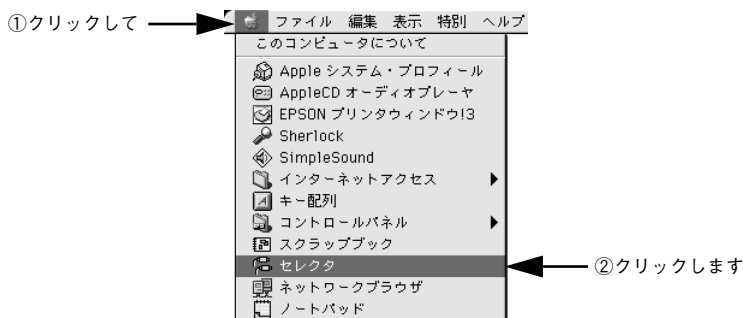 ①クリックして
ファイル 編集 表示 特別 ヘルプ
このコンピュータについて
Apple システム・プロフィール
AppleCD オーディオプレーヤ
EPSON プリンタウィンドウ!3
Sherlock
SimpleSound
インターネットアクセス
キー配列
コントロールパネル
スクラップブック
セレクタ
②クリックします
ネットワークブラウザ
ノートパッド